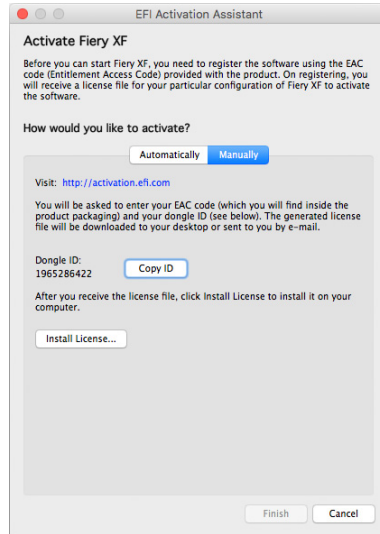 EFI Activation Assistant
Activate Fiery XF
Before you can start Fiery XF, you need to register the software using the EAC
code (Entitlement Access Code) provided with the product. On registering, you
will receive a license file for your particular configuration of Fiery XF to activate
the software.
How would you like to activate?
Automatically Manually
Visit: http://activation.efi.com
You will be asked to enter your EAC code (which you will find inside the
product packaging) and your dongle ID (see below). The generated license
file will be downloaded to your desktop or sent to you by e-mail.
Dongle ID:
1965286422
Copy ID
After you receive the license file, click Install License to install it on your
computer.
Install License...
Finish Cancel